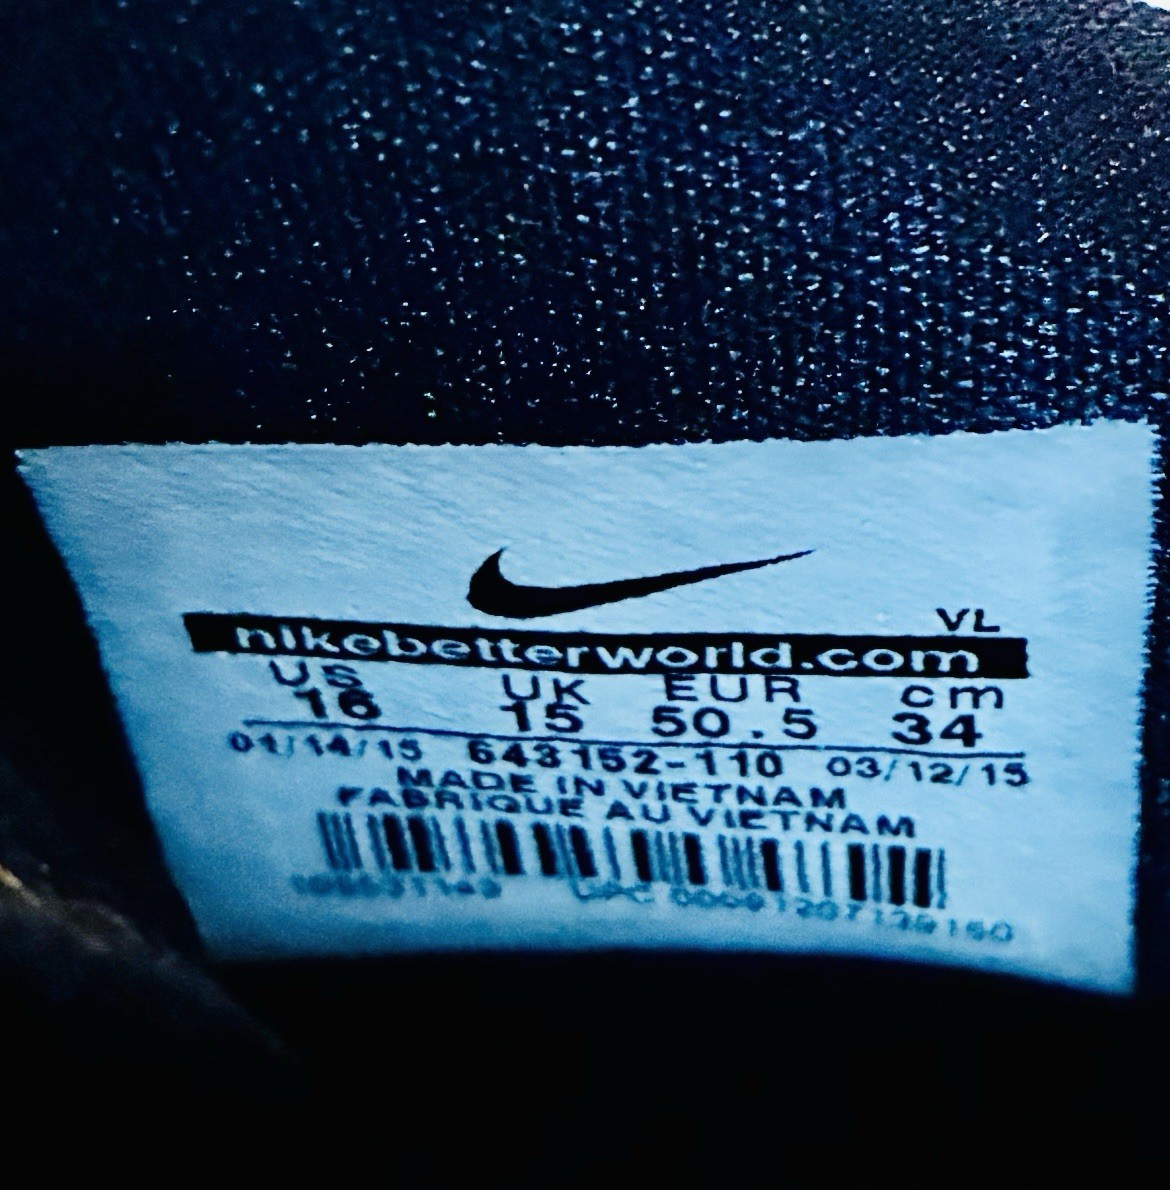 VL
nikebetterworld.com
US UK EUR cm
16 15 50.5 34
01/14/15 643152-110 03/12/15
MADE IN VIETNAM
FABRIQUE AU VIETNAM
UPC